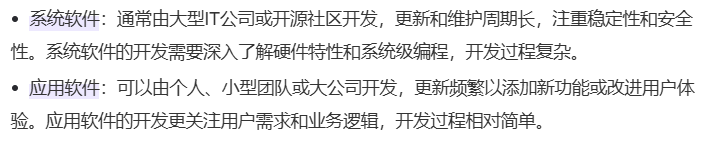 • 系统软件：通常由大型IT公司或开源社区开发，更新和维护周期长，注重稳定性和安全
性。系统软件的开发需要深入了解硬件特性和系统级编程，开发过程复杂。
• 应用软件：可以由个人、小型团队或大公司开发，更新频繁以添加新功能或改进用户体
验。应用软件的开发更关注用户需求和业务逻辑，开发过程相对简单。